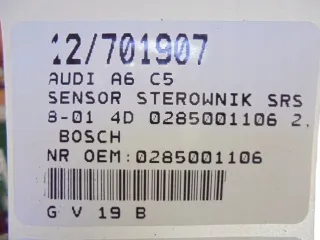 12/701907
AUDI A6 C5
SENSOR STEROWNIK SRS
8-01 4D 0285001106 2.
BOSCH
NR OEM:0285001106
G V 19 B